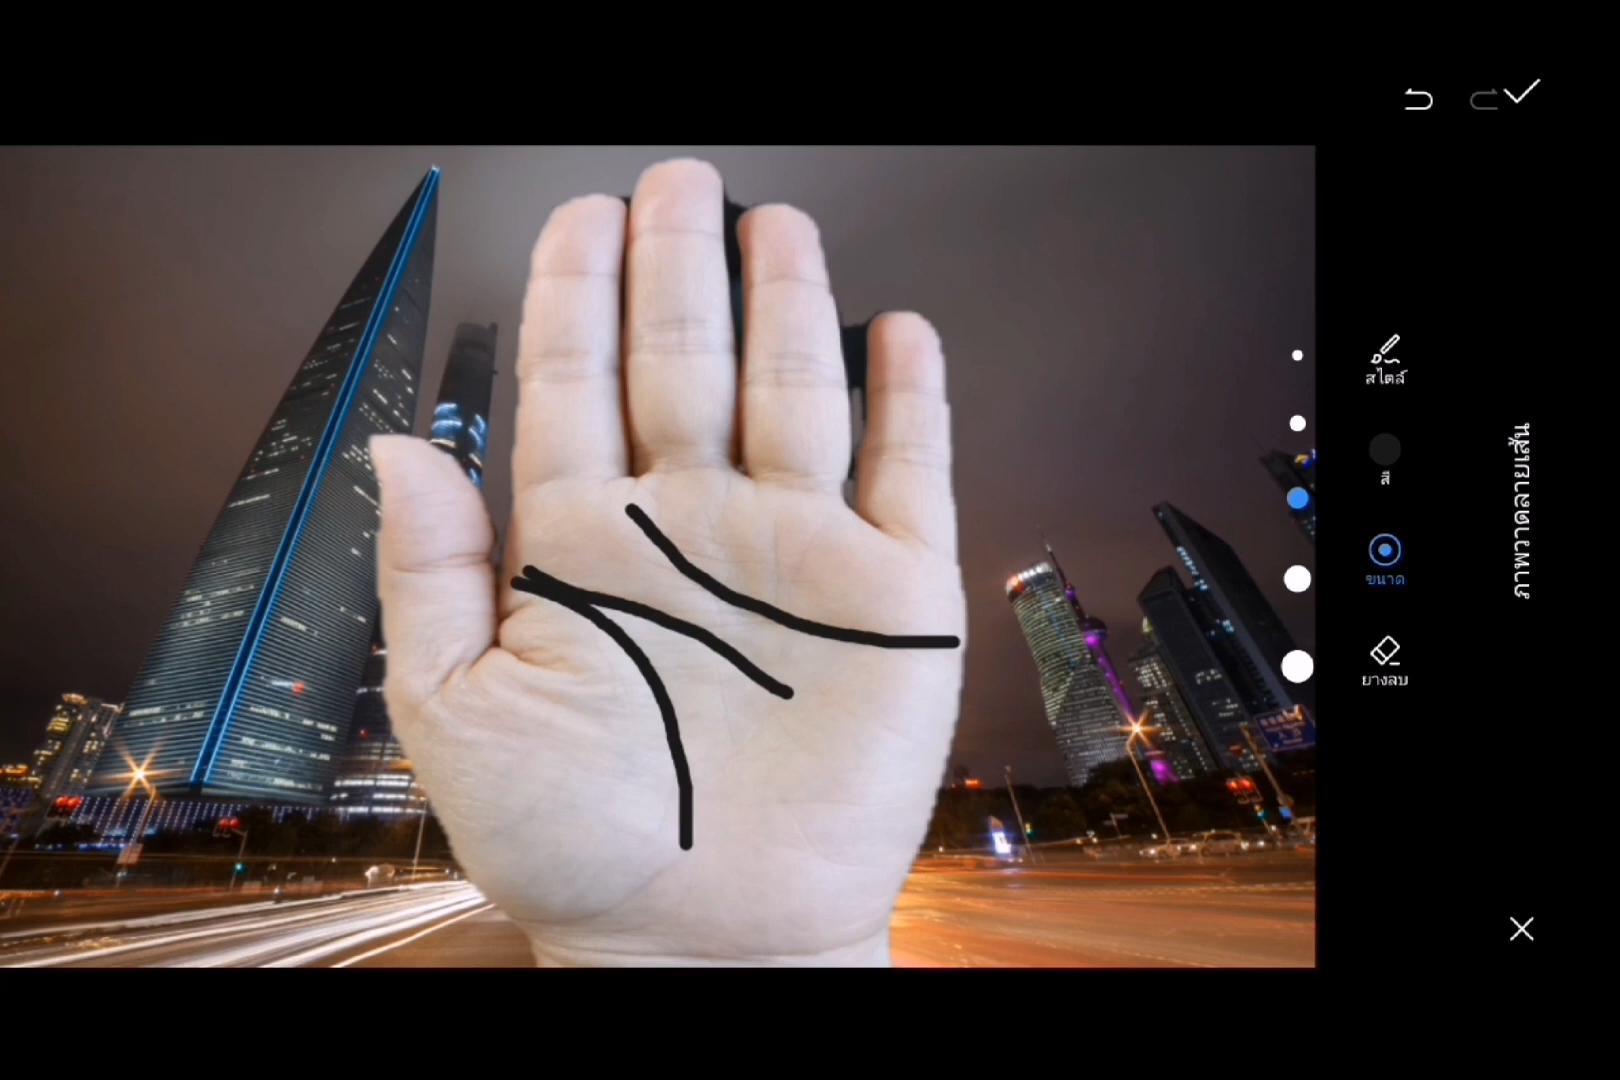 สไตล์
สี
ขนาด
ยางลบ
ภาพวาดลายเส้น